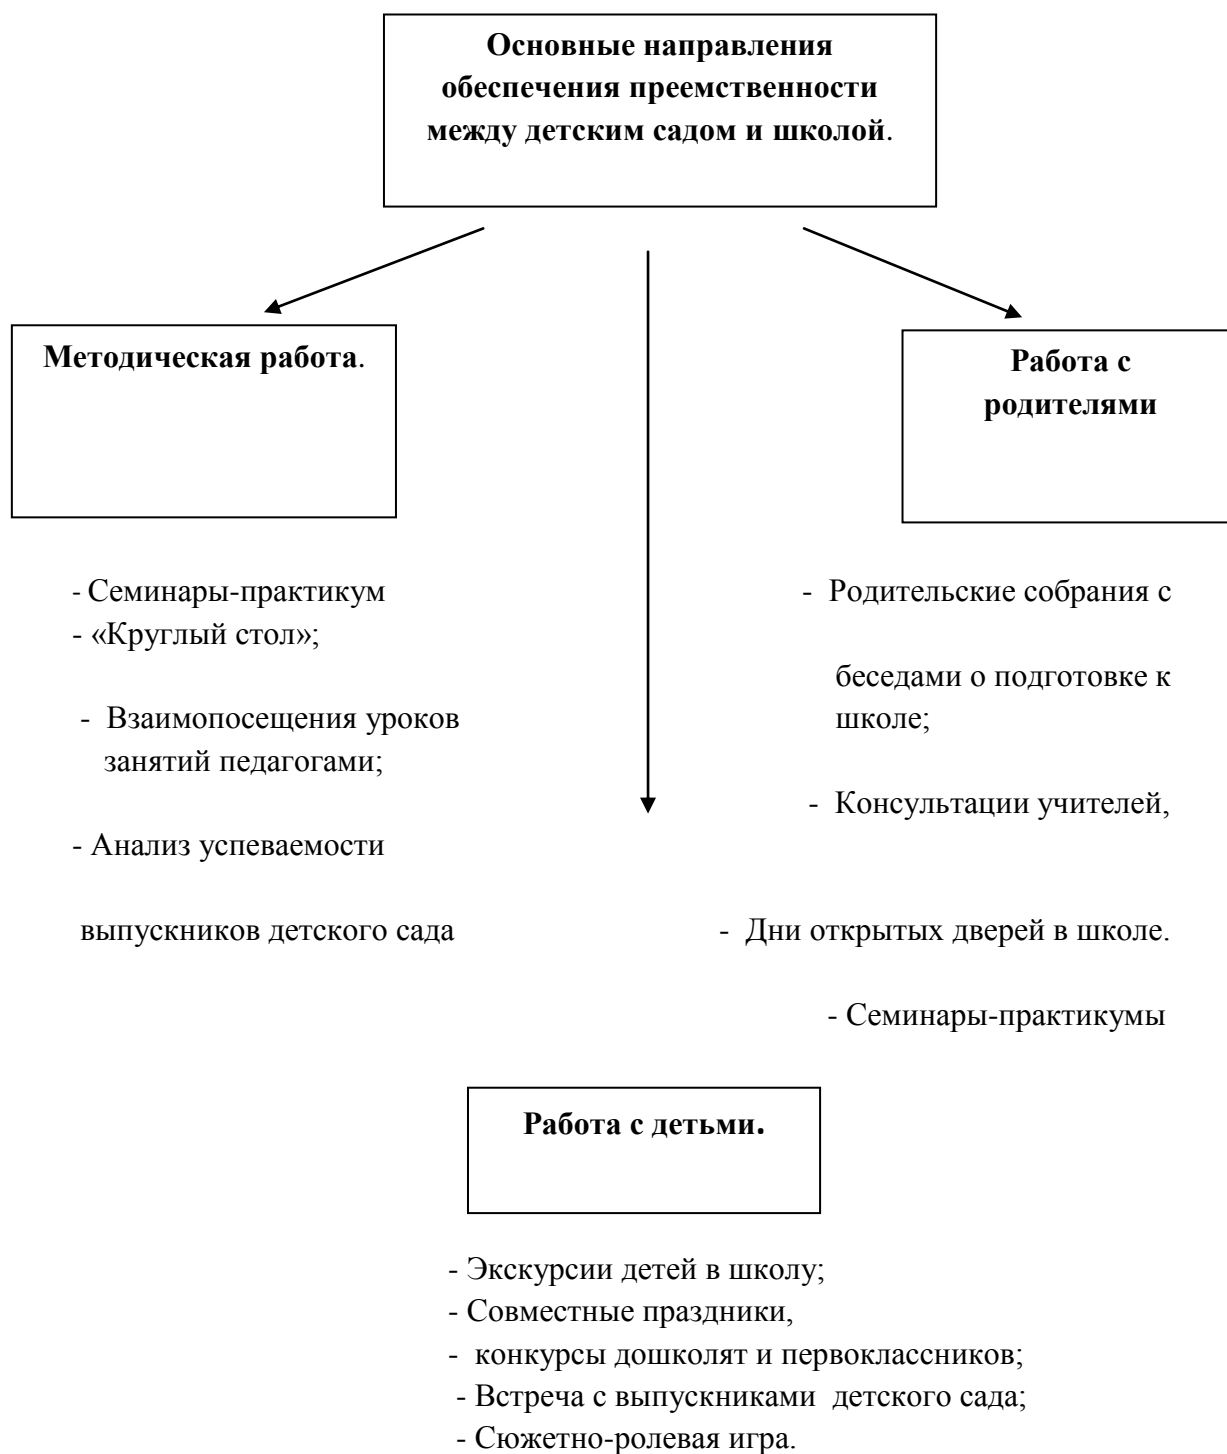 Основные направления
обеспечения преемственности
между детским садом и школой.
Методическая работа.
- Семинары-практикум
- «Круглый стол»;
- Взаимопосещения уроков
занятий педагогами;
- Анализ успеваемости
выпускников детского сада
Работа с
родителями
- Родительские собрания с
беседами о подготовке к
школе;
- Консультации учителей,
- Дни открытых дверей в школе.
- Семинары-практикумы
Работа с детьми.
- Экскурсии детей в школу;
- Совместные праздники,
- конкурсы дошколят и первоклассников;
- Встреча с выпускниками детского сада;
- Сюжетно-ролевая игра.